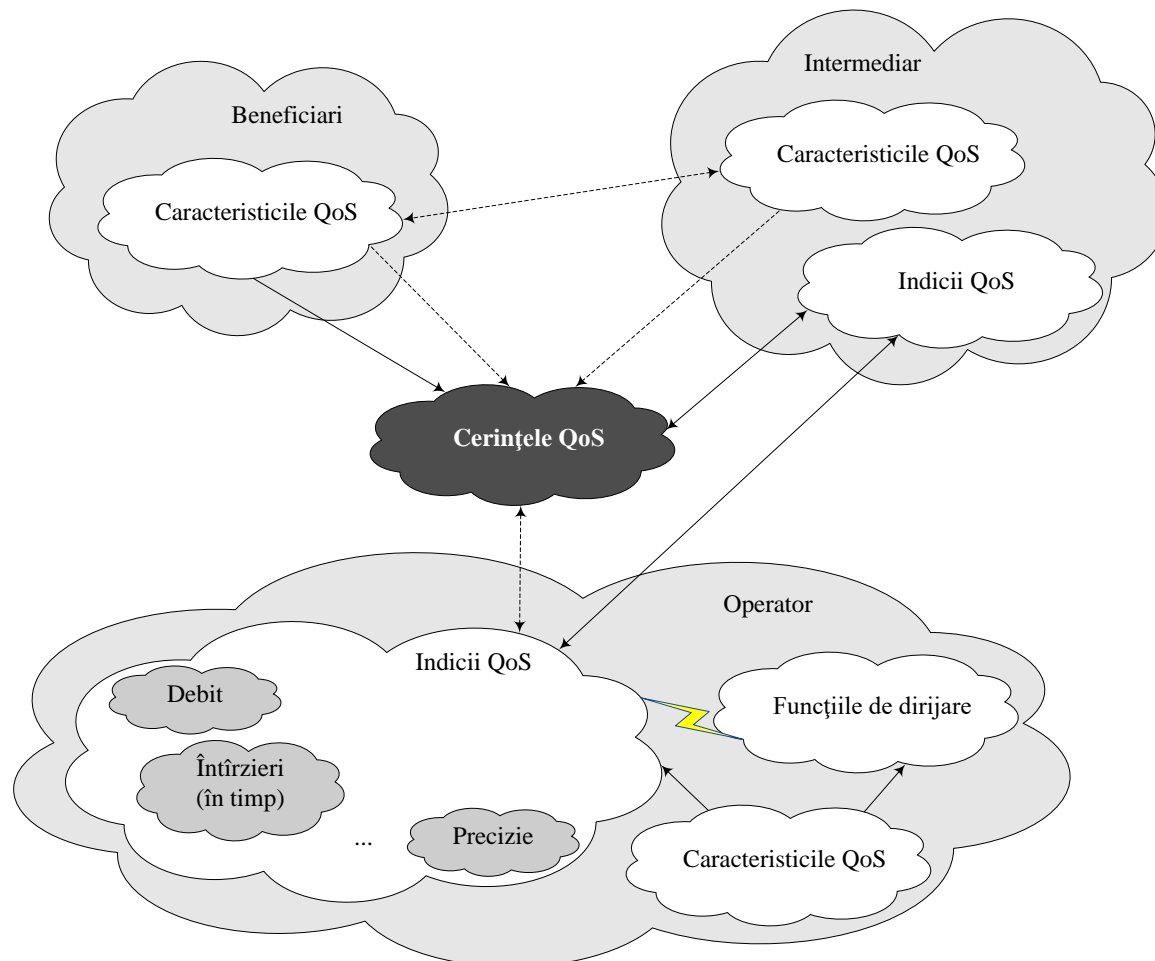 Intermediar
Beneficiari
Caracteristicile QoS
Caracteristicile QoS
Indicii QoS
Cerinţele QoS
Operator
Indicii QoS
Debit
Funcţiile de dirijare
Întîrzieri
(în timp)
...
Precizie
Caracteristicile QoS